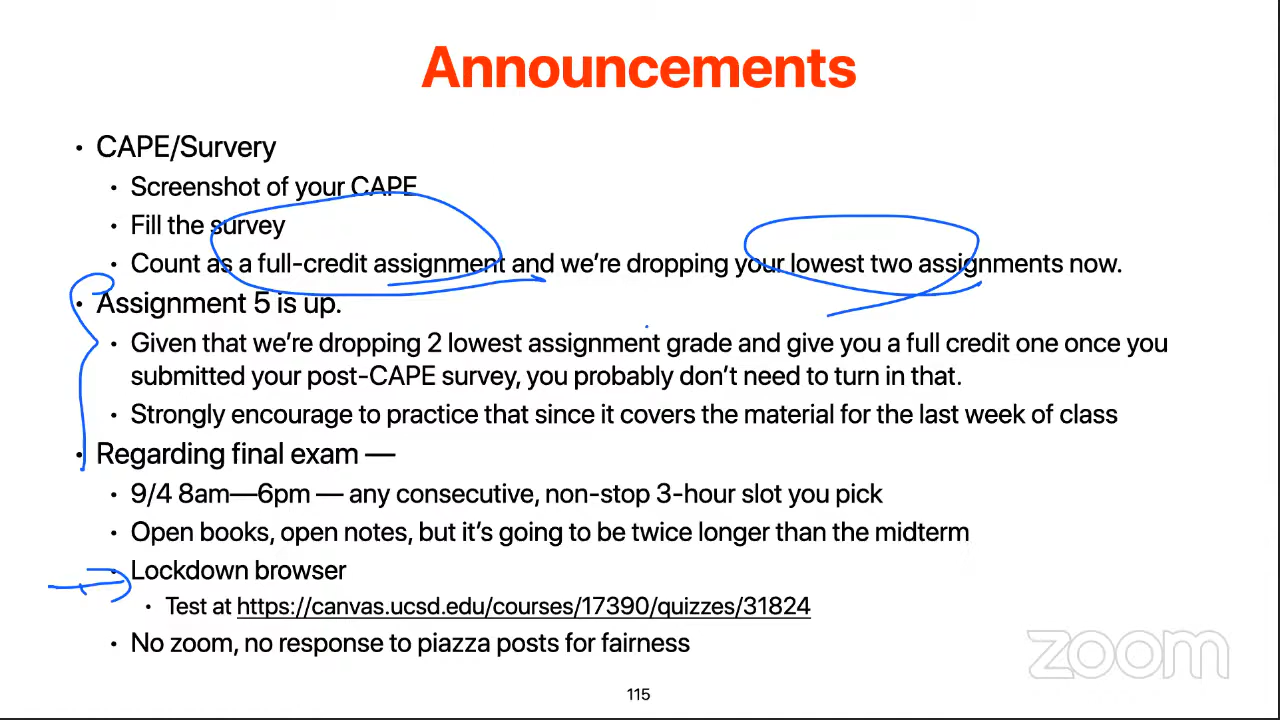 Announcements
• CAPE/Survery
• Screenshot of your CAPE
• Fill the survey
• Count as a full-credit assignment and we're dropping your lowest two assignments now.
• Assignment 5 is up.
• Given that we're dropping 2 lowest assignment grade and give you a full credit one once you
submitted your post-CAPE survey, you probably don't need to turn in that.
• Strongly encourage to practice that since it covers the material for the last week of class
• Regarding final exam —
• 9/4 8am—6pm — any consecutive, non-stop 3-hour slot you pick
• Open books, open notes, but it's going to be twice longer than the midterm
• Lockdown browser
• Test at https://canvas.ucsd.edu/courses/17390/quizzes/31824
• No zoom, no response to piazza posts for fairness
zoom
115